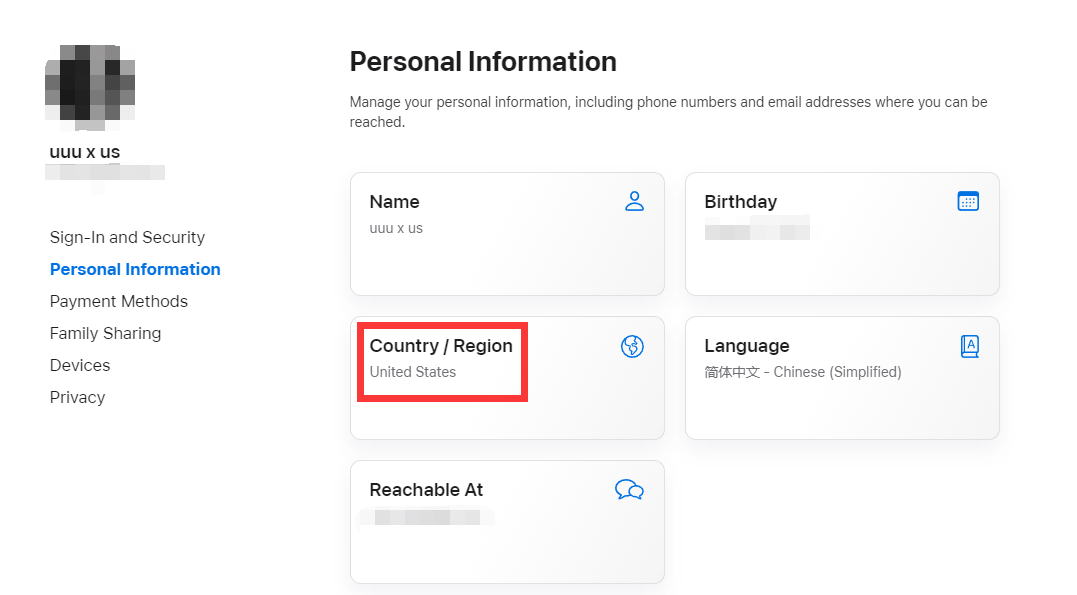 uuu x us
Sign-In and Security
Personal Information
Payment Methods
Family Sharing
Devices
Privacy
Personal Information
Manage your personal information, including phone numbers and email addresses where you can be
reached.
Name
uuu x us
Birthday
Country / Region
United States
Language
简体中文 - Chinese (Simplified)
Reachable At